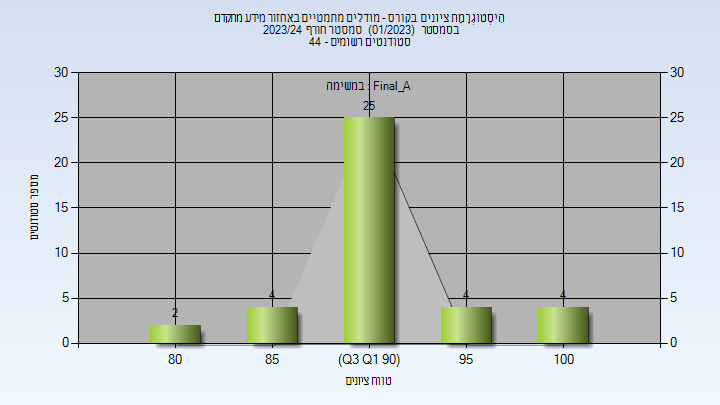 היסטוגרמת ציונים בקורס - מודלים מתמטיים באחזור מידע מתקדם
בסמסטר (01/2023) סמסטר חורף 2023/24
סטודנטים רשומים - 44
במשימה : Final_A
30 30
25
25 25
20 20
15 15
10 10
5 5
2 4 4 4
0 0
80 85 (Q3 Q1 90) 95 100
מספר סטודנטים
טווח ציונים